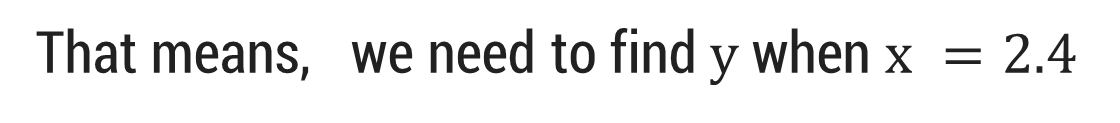 That means, we need to find y when x = 2.4